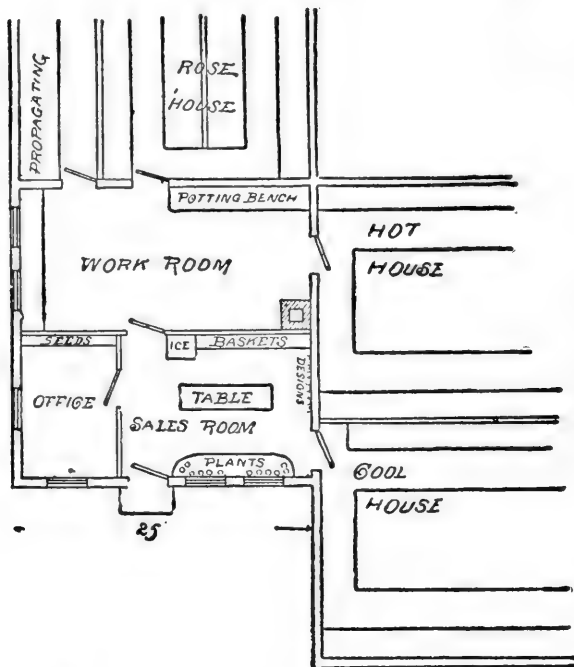 PROPAGATING
ROSE
HOUSE
POTTING BENCH
HOT
HOUSE
WORK ROOM
SEEDS
ICE
BASKETS
DESIGNS
OFFICE
TABLE
SALES ROOM
PLANTS
COOL
HOUSE
25